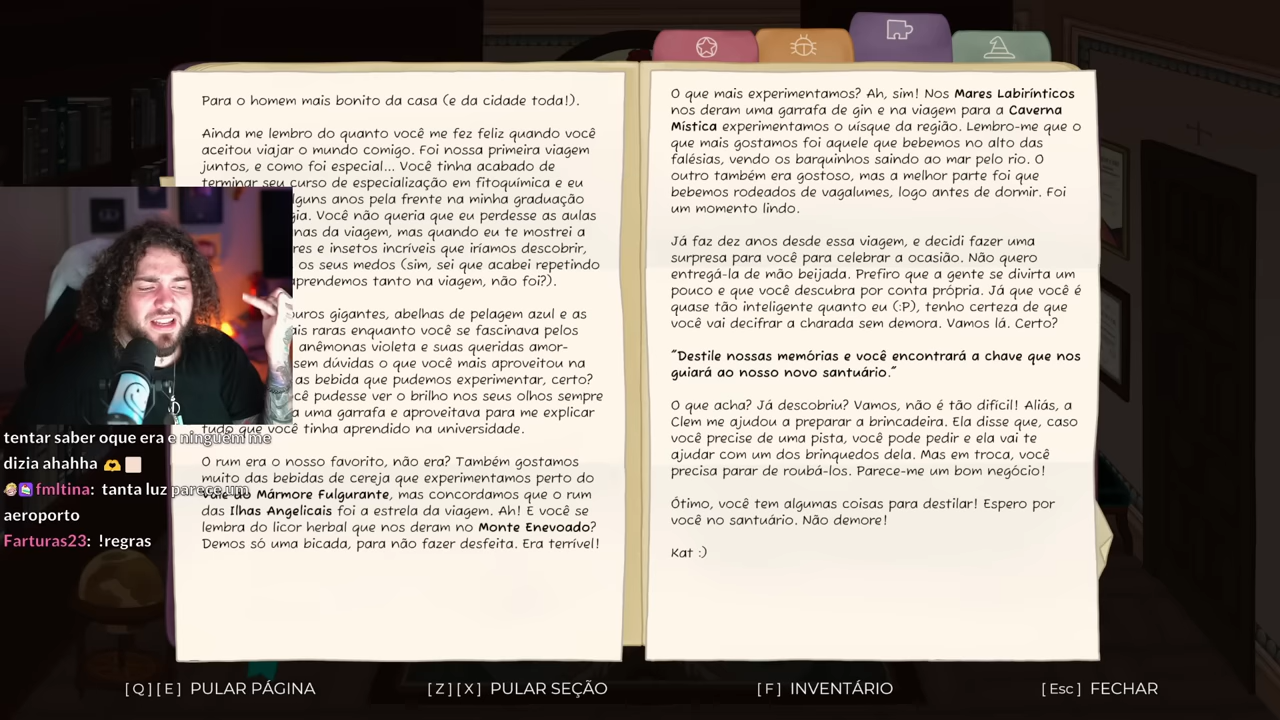 Para o homem mais bonito da casa (e da cidade toda!).
Ainda me lembro do quanto você me fez feliz quando você
aceitou viajar o mundo comigo. Foi nossa primeira viagem
juntos, e como foi especial... Você tinha acabado de
terminar seu curso de especialização em fitoquímica e eu
alguns anos pela frente na minha graduação
gia. Você não queria que eu perdesse as aulas
nas da viagem, mas quando eu te mostrei a
res e insetos incríveis que iríamos descobrir,
os seus medos (sim, sei que acabei repetindo
aprendemos tanto na viagem, não foi?).
ouros gigantes, abelhas de pelagem azul e as
ais raras enquanto você se fascinava pelos
anêmonas violeta e suas queridas amor-
sem dúvidas o que você mais aproveitou na
as bebida que pudemos experimentar, certo?
cê pudesse ver o brilho nos seus olhos sempre
a uma garrafa e aproveitava para me explicar
tudo que você tinha aprendido na universidade.
O rum era o nosso favorito, não era? Também gostamos
muito das bebidas de cereja que experimentamos perto do
Vale do Mármore Fulgurante, mas concordamos que o rum
das Ilhas Angelicais foi a estrela da viagem. Ah! E você se
lembra do licor herbal que nos deram no Monte Enevoado?
Demos só uma bicada, para não fazer desfeita. Era terrível!
O que mais experimentamos? Ah, sim! Nos Mares Labirínticos
nos deram uma garrafa de gin e na viagem para a Caverna
Mística experimentamos o uísque da região. Lembro-me que o
que mais gostamos foi aquele que bebemos no alto das
falésias, vendo os barquinhos saindo ao mar pelo rio. O
outro também era gostoso, mas a melhor parte foi que
bebemos rodeados de vagalumes, logo antes de dormir. Foi
um momento lindo.
Já faz dez anos desde essa viagem, e decidi fazer uma
surpresa para você para celebrar a ocasião. Não quero
entregá-la de mão beijada. Prefiro que a gente se divirta um
pouco e que você descubra por conta própria. Já que você é
quase tão inteligente quanto eu (:P), tenho certeza de que
você vai decifrar a charada sem demora. Vamos lá. Certo?
"Destile nossas memórias e você encontrará a chave que nos
guiará ao nosso novo santuário."
O que acha? Já descobriu? Vamos, não é tão difícil! Aliás, a
Clem me ajudou a preparar a brincadeira. Ela disse que, caso
você precise de uma pista, você pode pedir e ela vai te
ajudar com um dos brinquedos dela. Mas em troca, você
precisa parar de roubá-los. Parece-me um bom negócio!
Ótimo, você tem algumas coisas para destilar! Espero por
você no santuário. Não demore!
Kat :)
tentar saber oque era e ninguém me
dizia ahahha
fmltina: tanta luz parece um
aeroporto
Farturas23: !regras
[Q][E] PULAR PÁGINA
[Z][X] PULAR SEÇÃO
[F] INVENTÁRIO
[Esc] FECHAR